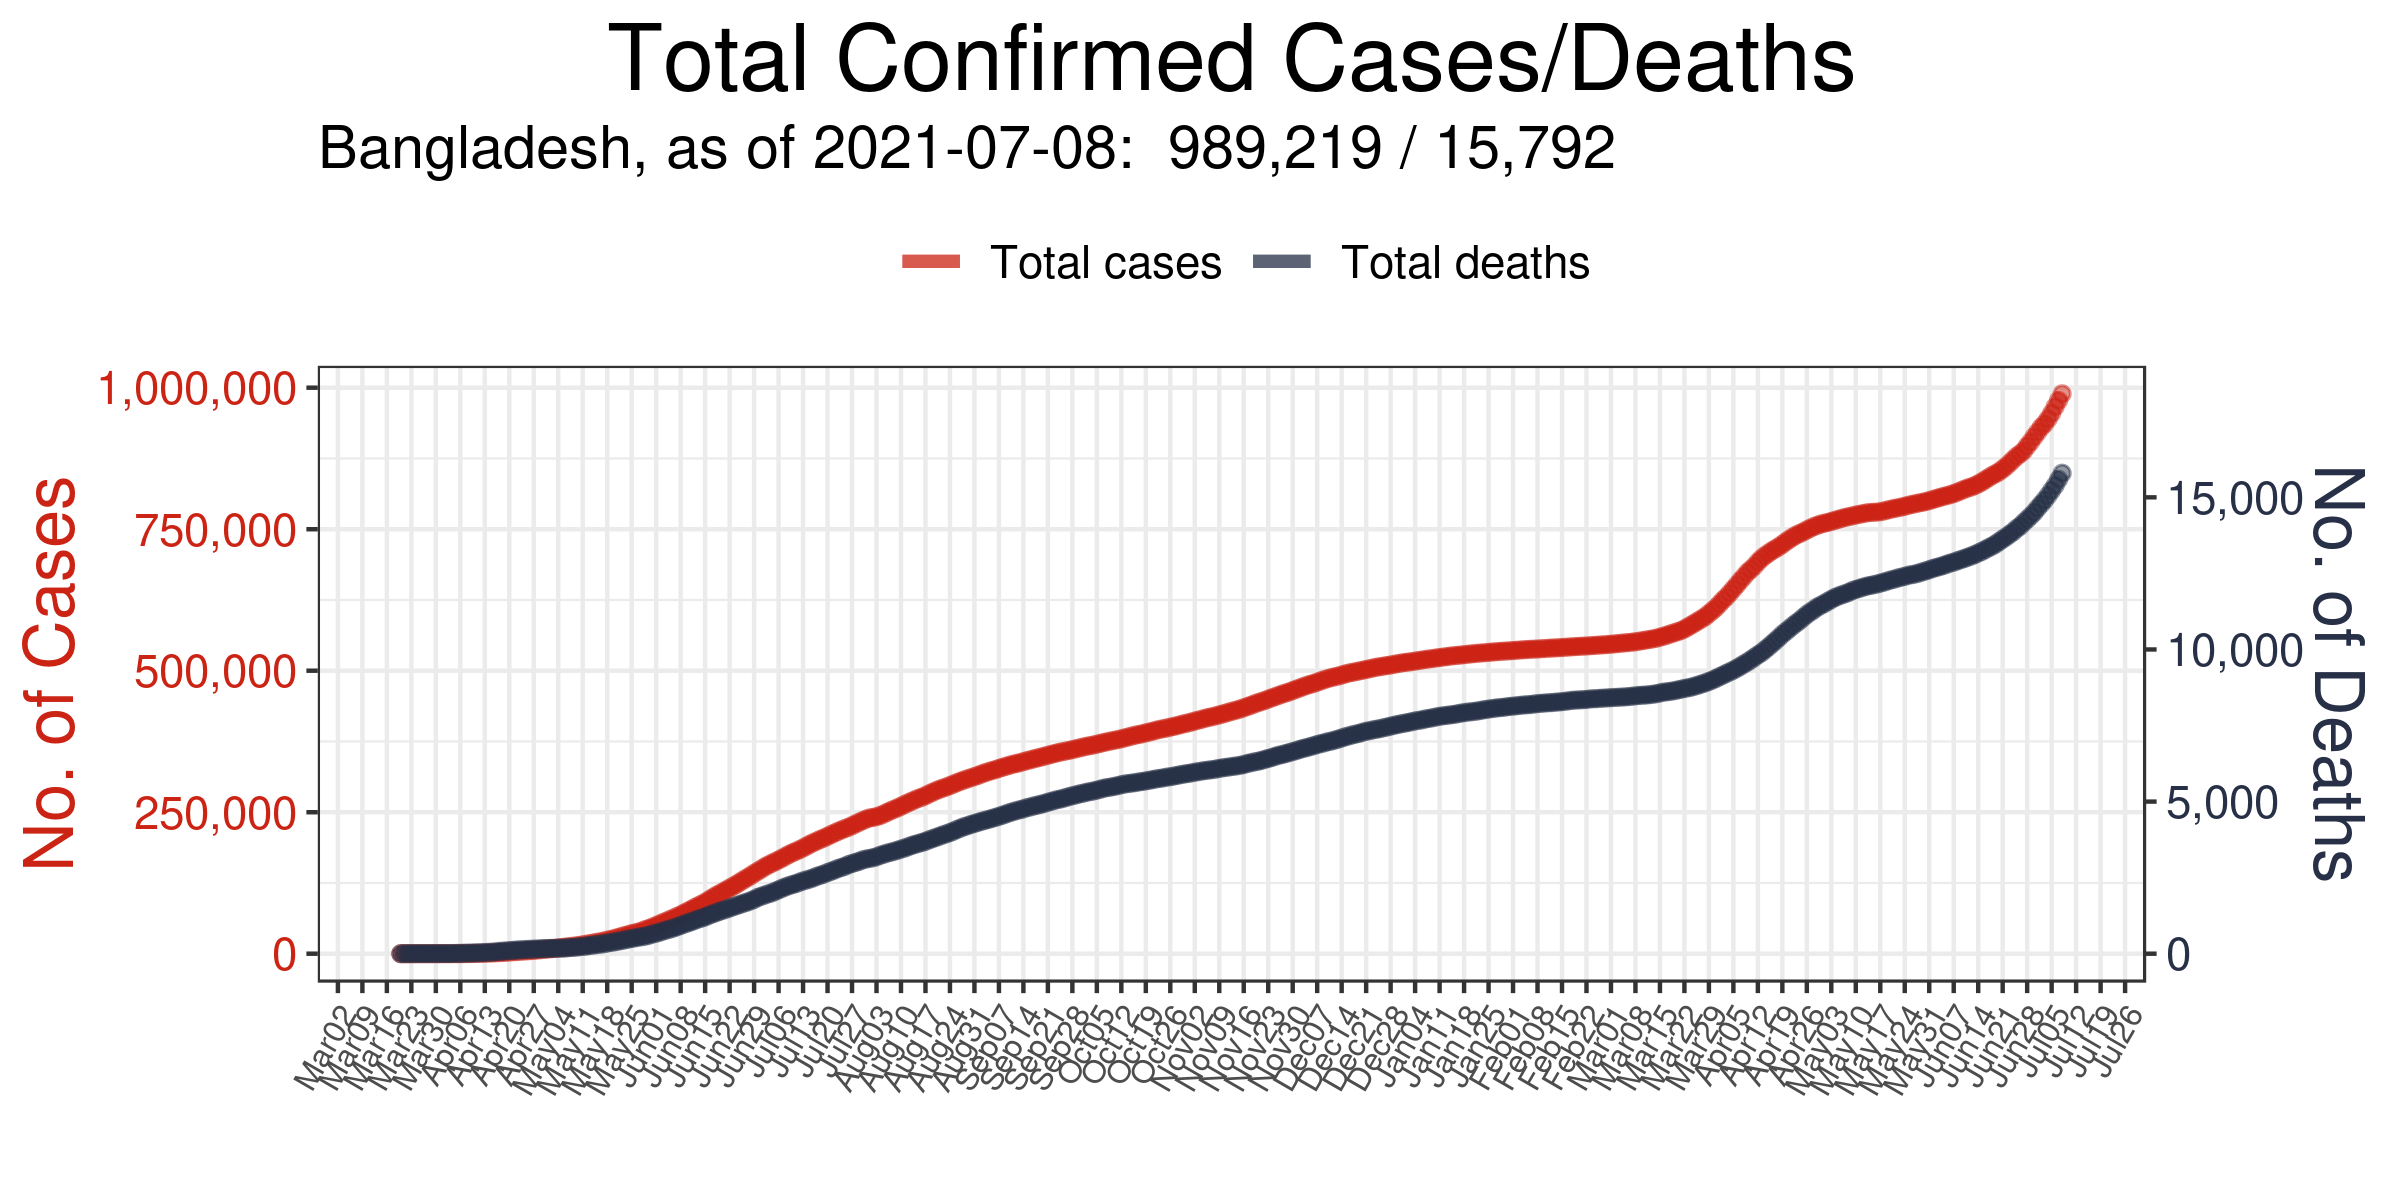 Total Confirmed Cases/Deaths
Bangladesh, as of 2021-07-08:  989,219 / 15,792
Total cases
Total deaths
No. of Cases
1,000,000
750,000
500,000
250,000
0
15,000
10,000
5,000
0
No. of Deaths
Mar02
Mar09
Mar16
Mar23
Mar30
Apr06
Apr13
Apr20
Apr27
May04
May11
May18
May25
Jun01
Jun08
Jun15
Jun22
Jun29
Jul06
Jul13
Jul20
Jul27
Aug03
Aug10
Aug17
Aug24
Aug31
Sep07
Sep14
Sep21
Sep28
Oct05
Oct12
Oct19
Oct26
Nov02
Nov09
Nov16
Nov23
Nov30
Dec07
Dec14
Dec21
Dec28
Jan04
Jan11
Jan18
Jan25
Feb01
Feb08
Feb15
Feb22
Mar01
Mar08
Mar15
Mar22
Mar29
Apr05
Apr12
Apr19
Apr26
May03
May10
May17
May24
May31
Jun07
Jun14
Jun21
Jun28
Jul05
Jul12
Jul19
Jul26